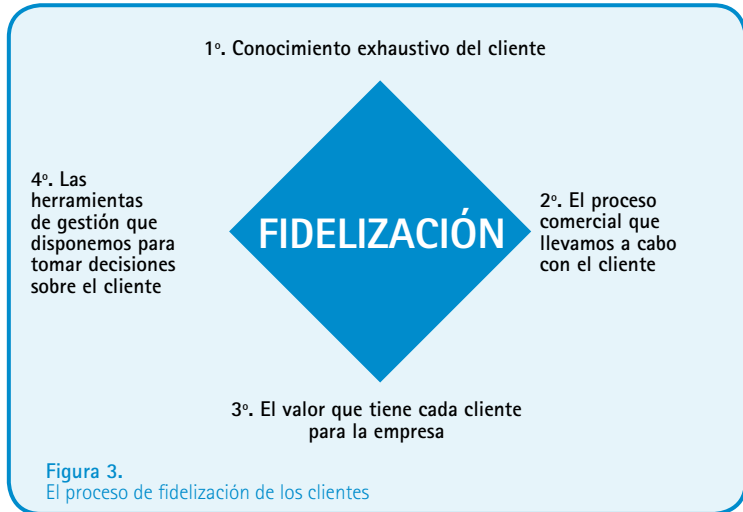 1º. Conocimiento exhaustivo del cliente
4º. Las
herramientas
de gestión que
disponemos para
tomar decisiones
sobre el cliente
FIDELIZACIÓN
2º. El proceso
comercial que
llevamos a cabo
con el cliente
3º. El valor que tiene cada cliente
para la empresa
Figura 3.
El proceso de fidelización de los clientes